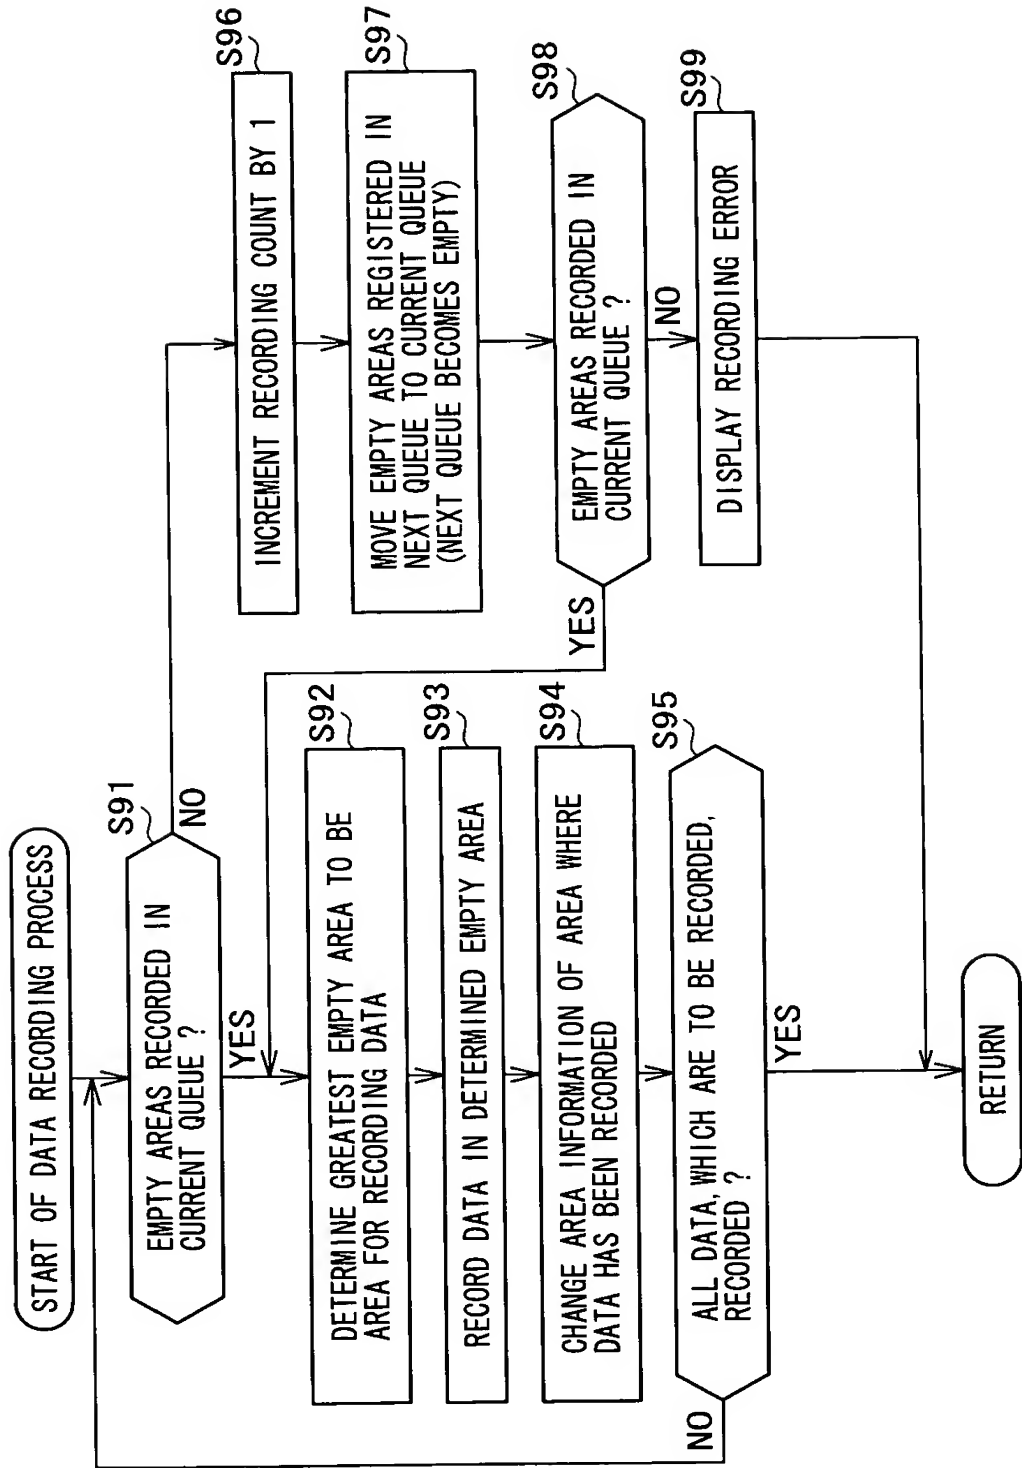 START OF DATA RECORDING PROCESS
S91
EMPTY AREAS RECORDED IN
CURRENT QUEUE ?
NO
YES
S92
DETERMINE GREATEST EMPTY AREA TO BE
AREA FOR RECORDING DATA
S93
RECORD DATA IN DETERMINED EMPTY AREA
S94
CHANGE AREA INFORMATION OF AREA WHERE
DATA HAS BEEN RECORDED
S95
ALL DATA, WHICH ARE TO BE RECORDED,
RECORDED ?
NO
YES
RETURN
S96
INCREMENT RECORDING COUNT BY 1
S97
MOVE EMPTY AREAS REGISTERED IN
NEXT QUEUE TO CURRENT QUEUE
(NEXT QUEUE BECOMES EMPTY)
S98
EMPTY AREAS RECORDED IN
CURRENT QUEUE ?
YES
NO
S99
DISPLAY RECORDING ERROR